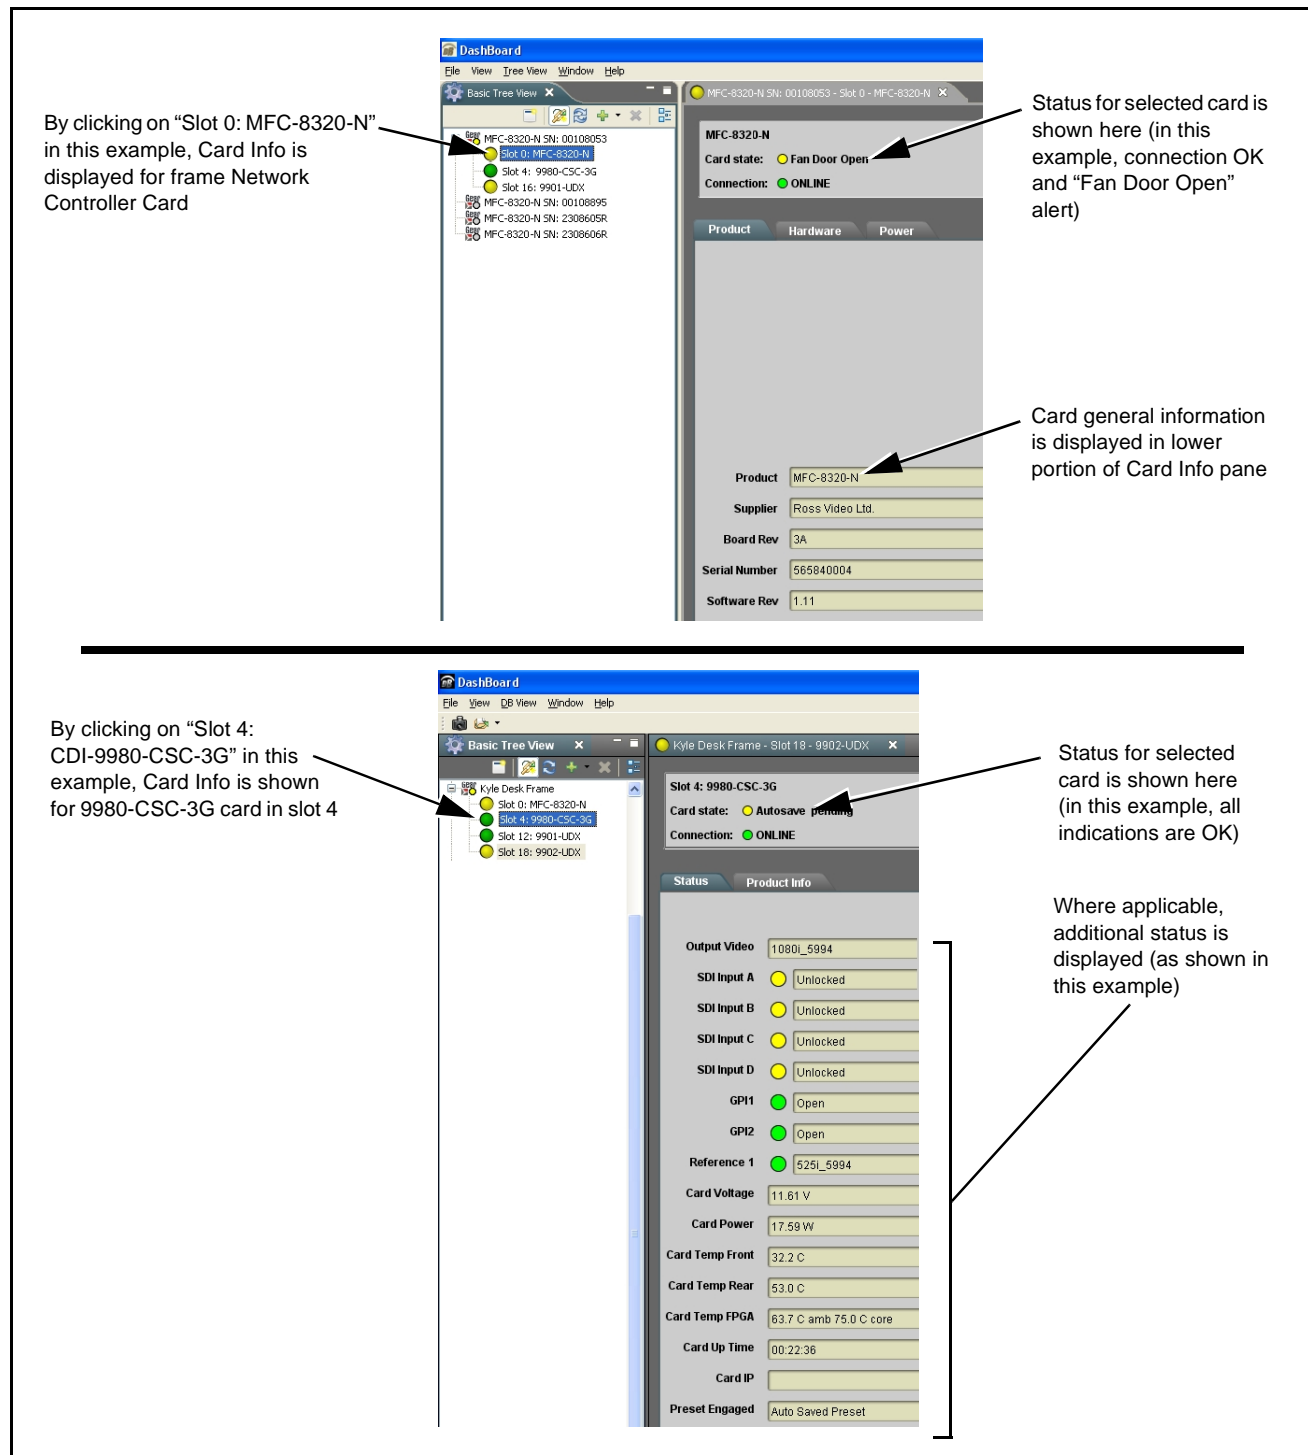 DashBoard
File View Tree View Window Help
Basic Tree View
MFC-8320-N SN: 00108053 - Slot 0 - MFC-8320-N
By clicking on “Slot 0: MFC-8320-N”
in this example, Card Info is
displayed for frame Network
Controller Card
MFC-8320-N SN: 00108053
Slot 0: MFC-8320-N
Slot 4: 9980-CSC-3G
Slot 16: 9901-UDX
MFC-8320-N SN: 00108895
MFC-8320-N SN: 2308605R
MFC-8320-N SN: 2308606R
MFC-8320-N
Card state: Fan Door Open
Connection: ONLINE
Status for selected card is
shown here (in this
example, connection OK
and “Fan Door Open”
alert)
Product Hardware Power
Card general information
is displayed in lower
portion of Card Info pane
Product MFC-8320-N
Supplier Ross Video Ltd.
Board Rev 3A
Serial Number 565840004
Software Rev 1.11
DashBoard
File View DB View Window Help
Basic Tree View
Kyle Desk Frame - Slot 18 - 9902-UDX
By clicking on “Slot 4:
CDI-9980-CSC-3G” in this
example, Card Info is shown
for 9980-CSC-3G card in slot 4
Kyle Desk Frame
Slot 0: MFC-8320-N
Slot 4: 9980-CSC-3G
Slot 12: 9901-UDX
Slot 18: 9902-UDX
Slot 4: 9980-CSC-3G
Card state: Autosave pending
Connection: ONLINE
Status for selected
card is shown here
(in this example, all
indications are OK)
Status Product Info
Where applicable,
additional status is
displayed (as shown in
this example)
Output Video 1080i_5994
SDI Input A Unlocked
SDI Input B Unlocked
SDI Input C Unlocked
SDI Input D Unlocked
GPI1 Open
GPI2 Open
Reference 1 525i_5994
Card Voltage 11.61 V
Card Power 17.59 W
Card Temp Front 32.2 C
Card Temp Rear 53.0 C
Card Temp FPGA 63.7 C amb 75.0 C core
Card Up Time 00:22:36
Card IP
Preset Engaged Auto Saved Preset